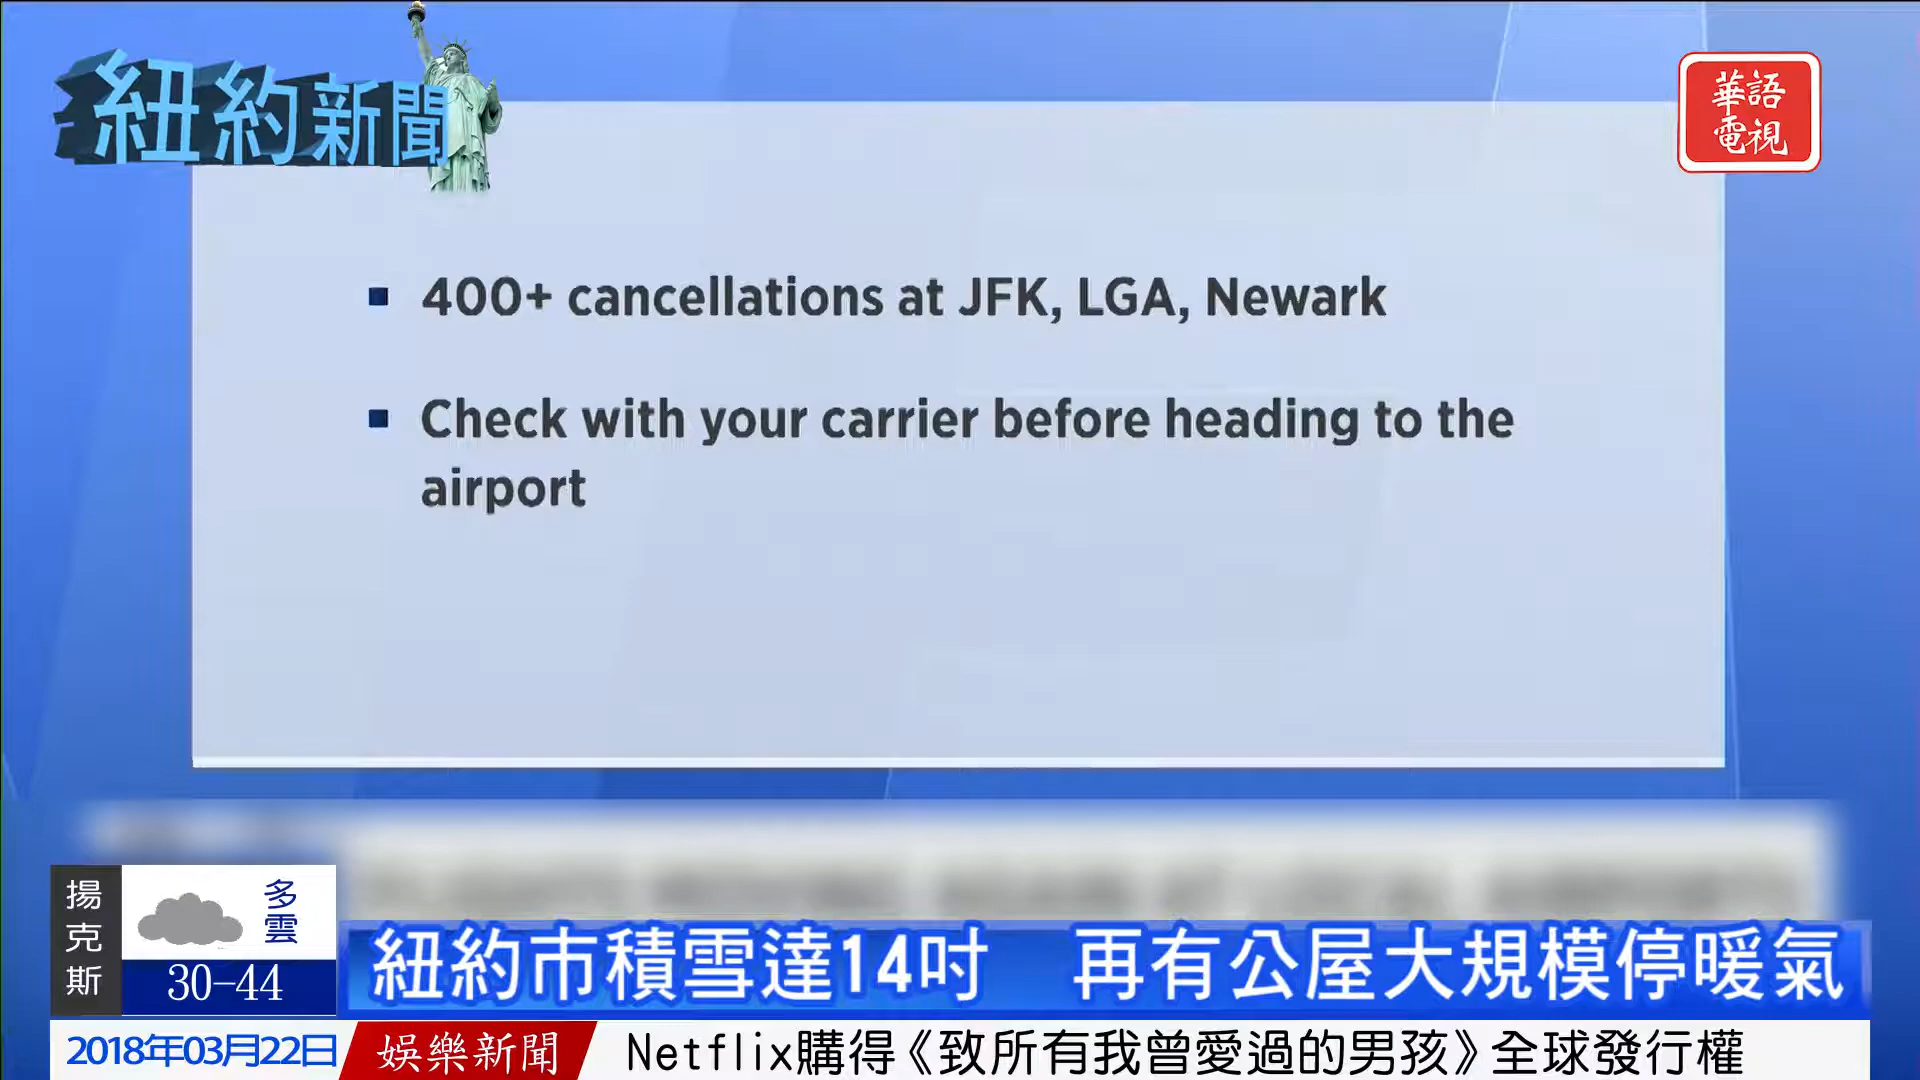 紐約新聞
華語
電視
400+ cancellations at JFK, LGA, Newark
Check with your carrier before heading to the
airport
揚克斯
多雲
30-44
紐約市積雪達14吋 再有公屋大規模停暖氣
2018年03月22日
娛樂新聞
Netflix購得《致所有我曾愛過的男孩》全球發行權